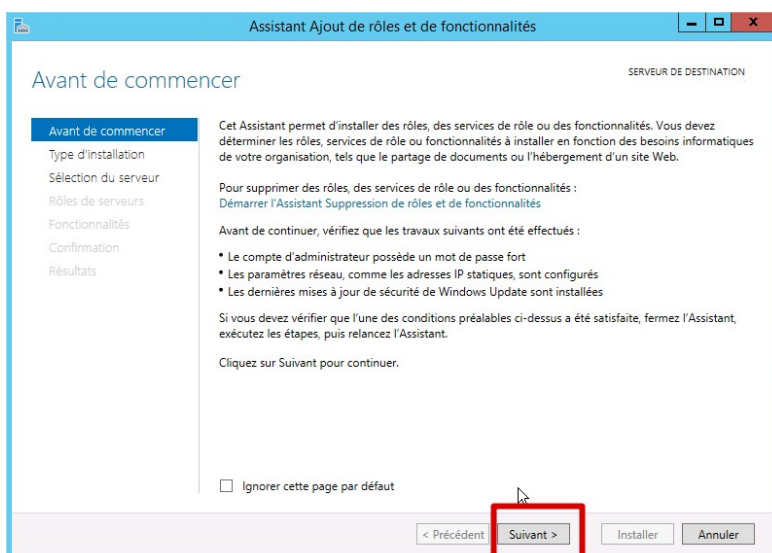 Assistant Ajout de rôles et de fonctionnalités
Avant de commencer
SERVEUR DE DESTINATION
Avant de commencer
Type d'installation
Sélection du serveur
Rôles de serveurs
Fonctionnalités
Confirmation
Résultats
Cet Assistant permet d'installer des rôles, des services de rôle ou des fonctionnalités. Vous devez
déterminer les rôles, services de rôle ou fonctionnalités à installer en fonction des besoins informatiques
de votre organisation, tels que le partage de documents ou l'hébergement d'un site Web.
Pour supprimer des rôles, des services de rôle ou des fonctionnalités :
Démarrer l'Assistant Suppression de rôles et de fonctionnalités
Avant de continuer, vérifiez que les travaux suivants ont été effectués :
• Le compte d'administrateur possède un mot de passe fort
• Les paramètres réseau, comme les adresses IP statiques, sont configurés
• Les dernières mises à jour de sécurité de Windows Update sont installées
Si vous devez vérifier que l'une des conditions préalables ci-dessus a été satisfaite, fermez l'Assistant,
exécutez les étapes, puis relancez l'Assistant.
Cliquez sur Suivant pour continuer.
Ignorer cette page par défaut
< Précédent Suivant > Installer Annuler